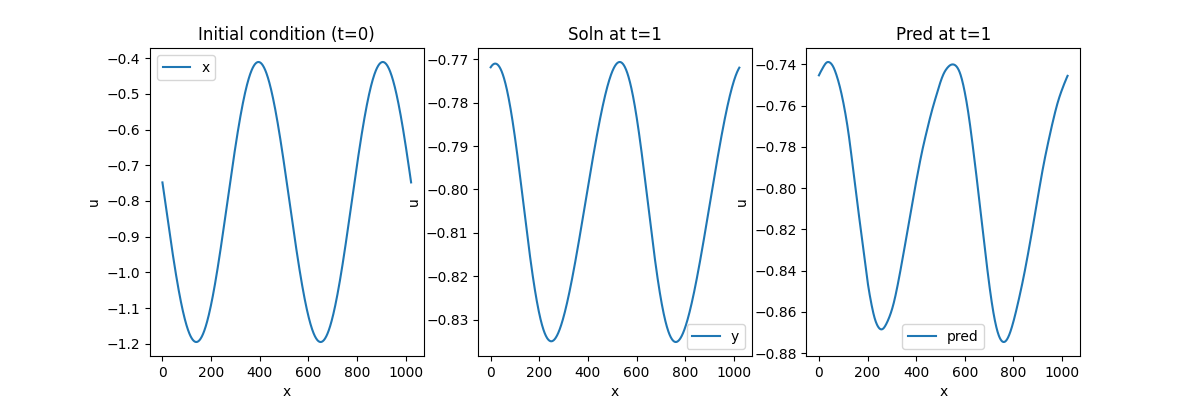 Initial condition (t=0)
Soln at t=1
Pred at t=1
x
y
pred
u
u
u
−0.4
−0.5
−0.6
−0.7
−0.8
−0.9
−1.0
−1.1
−1.2
−0.77
−0.78
−0.79
−0.80
−0.81
−0.82
−0.83
−0.74
−0.76
−0.78
−0.80
−0.82
−0.84
−0.86
−0.88
0 200 400 600 800 1000
0 200 400 600 800 1000
0 200 400 600 800 1000
x
x
x